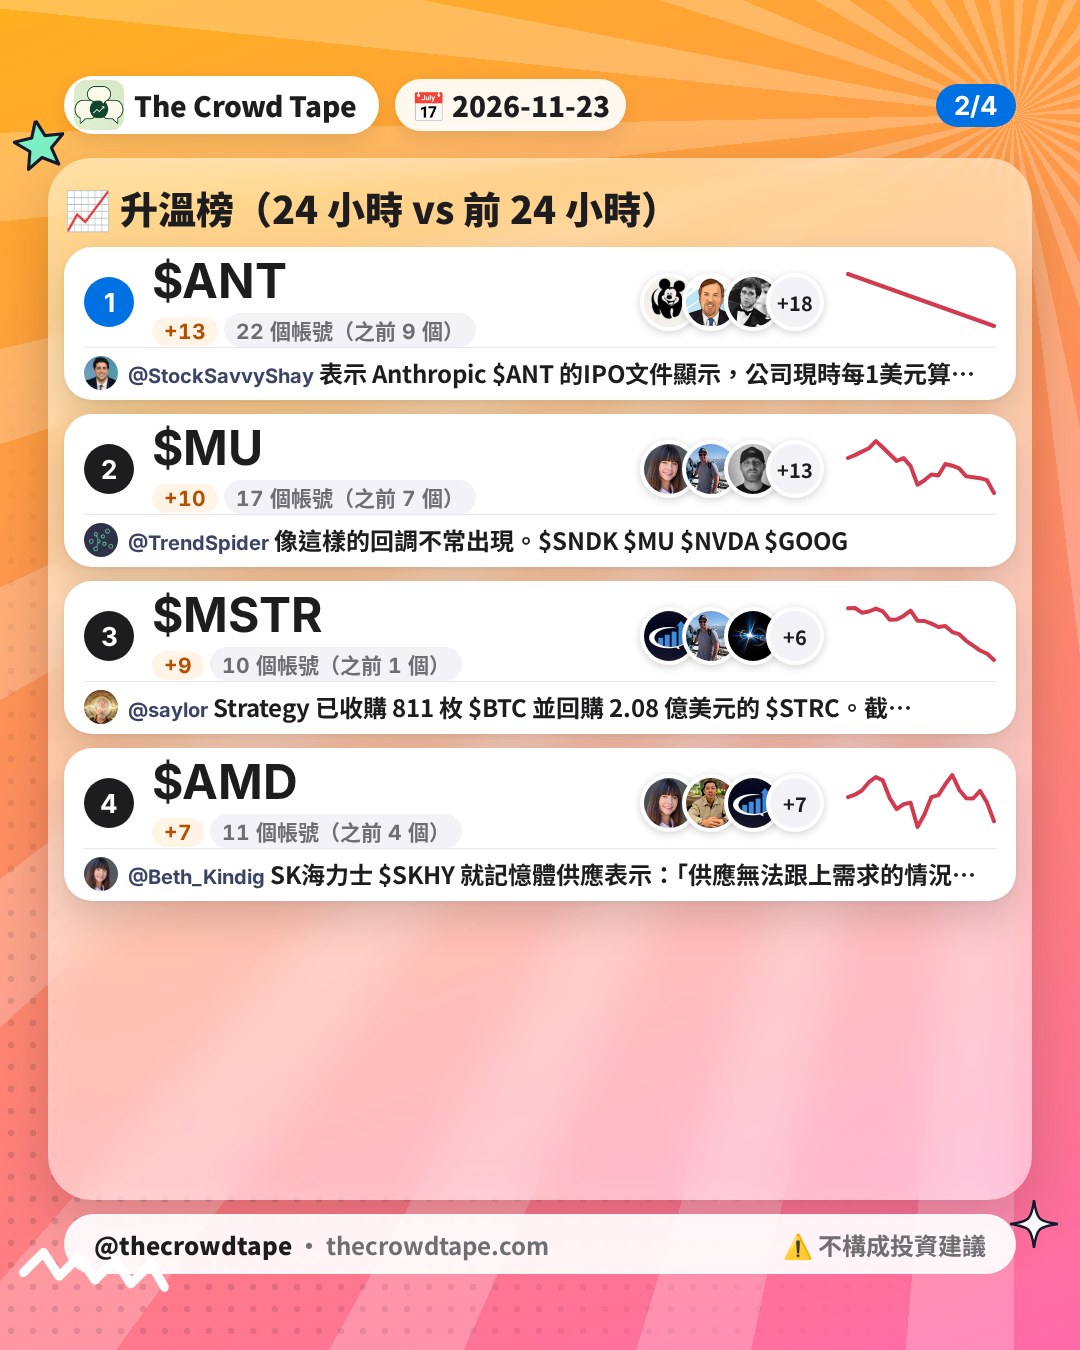 The Crowd Tape
July 17 2026-11-23
2/4
📈 升溫榜（24 小時 vs 前 24 小時）
1 $ANT
+13 22 個帳號（之前 9 個）
+18
@StockSavvyShay 表示 Anthropic $ANT 的IPO文件顯示，公司現時每1美元算…
2 $MU
+10 17 個帳號（之前 7 個）
+13
@TrendSpider 像這樣的回調不常出現。$SNDK $MU $NVDA $GOOG
3 $MSTR
+9 10 個帳號（之前 1 個）
+6
@saylor Strategy 已收購 811 枚 $BTC 並回購 2.08 億美元的 $STRC。截…
4 $AMD
+7 11 個帳號（之前 4 個）
+7
@Beth_Kindig SK海力士 $SKHY 就記憶體供應表示：「供應無法跟上需求的情況…
@thecrowdtape · thecrowdtape.com
⚠️ 不構成投資建議